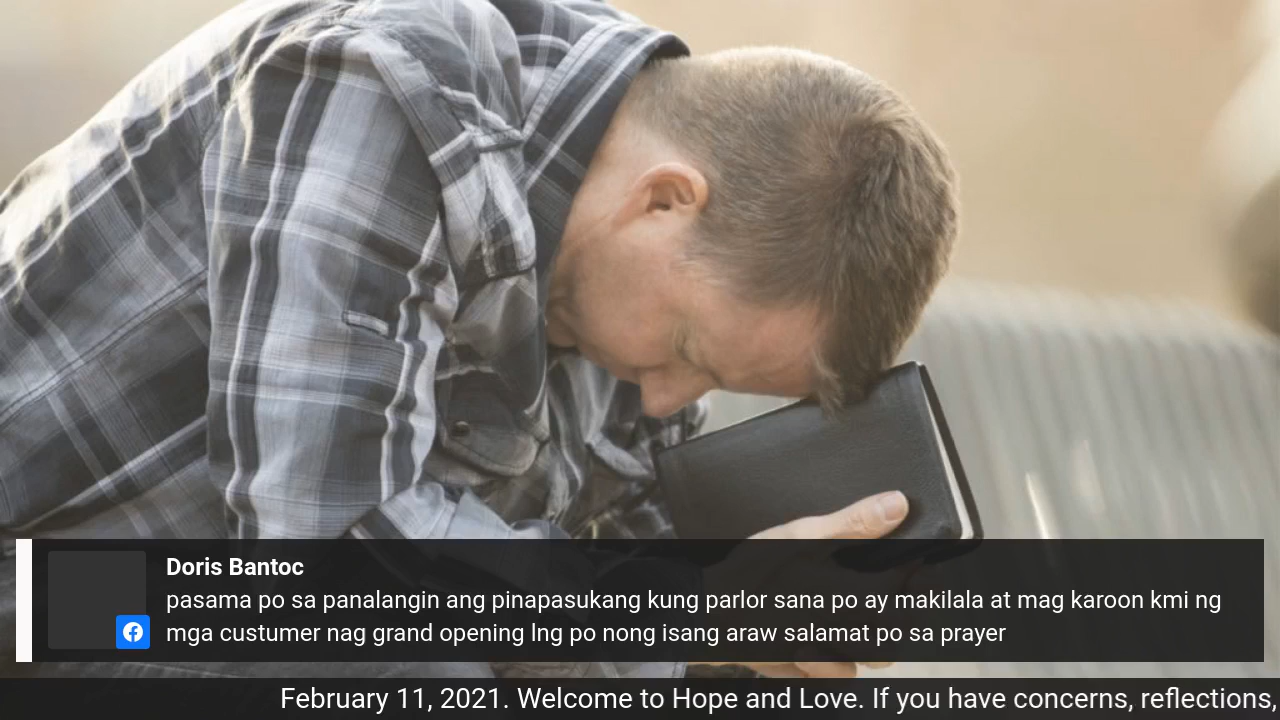 Doris Bantoc
pasama po sa panalangin ang pinapasukang kung parlor sana po ay makilala at mag karoon kmi ng
mga custumer nag grand opening lng po nong isang araw salamat po sa prayer
February 11, 2021. Welcome to Hope and Love. If you have concerns, reflections,